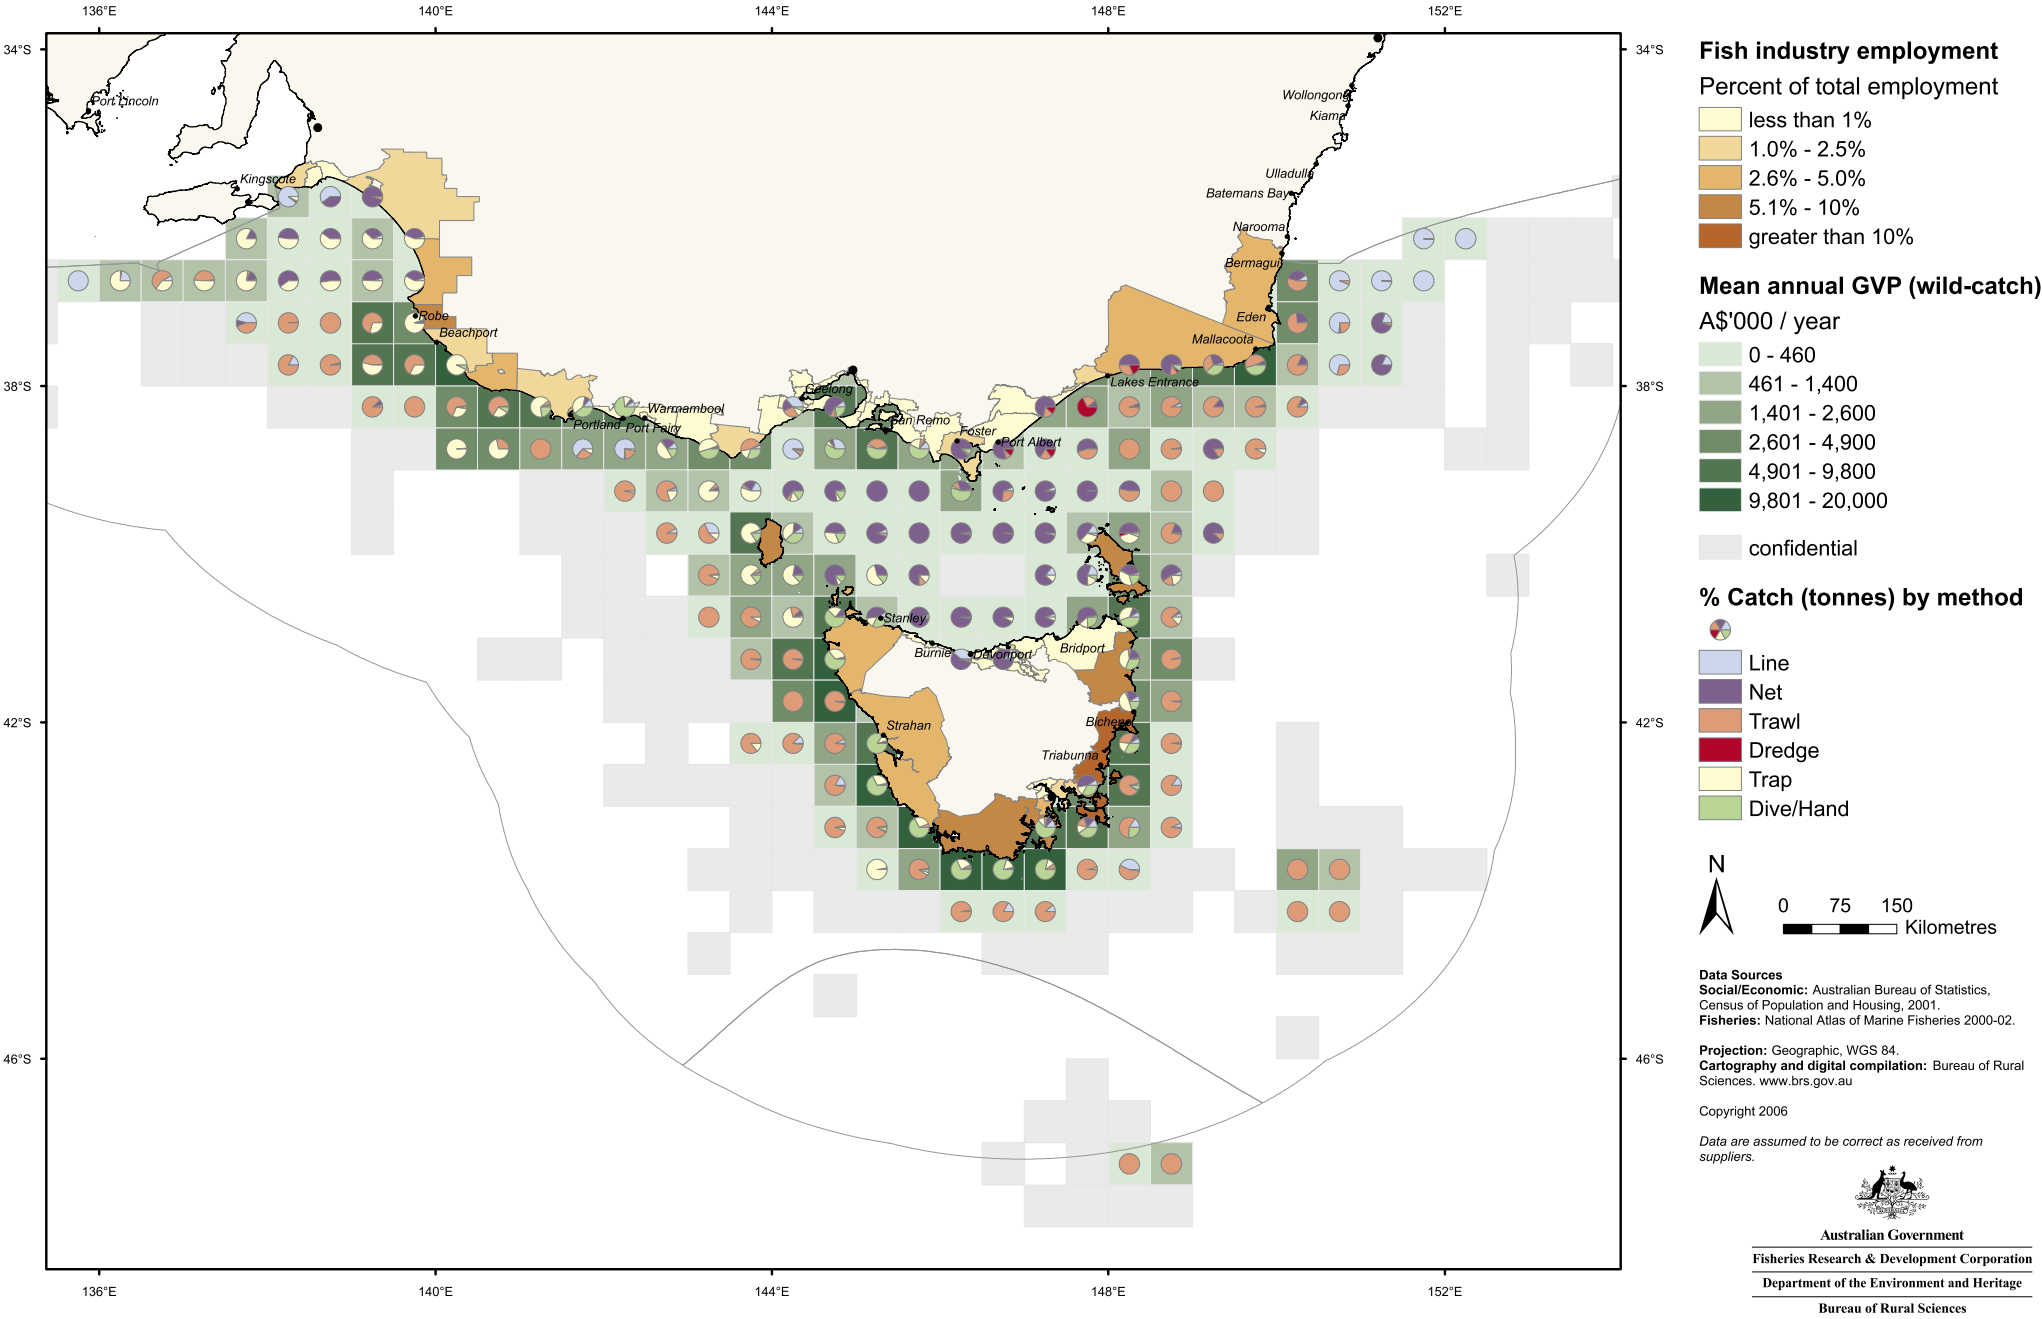 136°E
140°E
144°E
148°E
152°E
34°S
34°S
38°S
38°S
42°S
42°S
46°S
46°S
136°E
140°E
144°E
148°E
152°E
Port Lincoln
Kingscote
Robe
Beachport
Portland
Port Fairy
Warrnambool
Geelong
San Remo
Foster
Port Albert
Lakes Entrance
Mallacoota
Eden
Bermagui
Narooma
Batemans Bay
Ulladulla
Kiama
Wollongong
Stanley
Burnie
Devonport
Bridport
Bicheno
Triabunna
Strahan
Fish industry employment
Percent of total employment
less than 1%
1.0% - 2.5%
2.6% - 5.0%
5.1% - 10%
greater than 10%
Mean annual GVP (wild-catch)
A$'000 / year
0 - 460
461 - 1,400
1,401 - 2,600
2,601 - 4,900
4,901 - 9,800
9,801 - 20,000
confidential
% Catch (tonnes) by method
Line
Net
Trawl
Dredge
Trap
Dive/Hand
N
0 75 150
Kilometres
Data Sources
Social/Economic: Australian Bureau of Statistics,
Census of Population and Housing, 2001.
Fisheries: National Atlas of Marine Fisheries 2000-02.
Projection: Geographic, WGS 84.
Cartography and digital compilation: Bureau of Rural
Sciences. www.brs.gov.au
Copyright 2006
Data are assumed to be correct as received from
suppliers.
Australian Government
Fisheries Research & Development Corporation
Department of the Environment and Heritage
Bureau of Rural Sciences